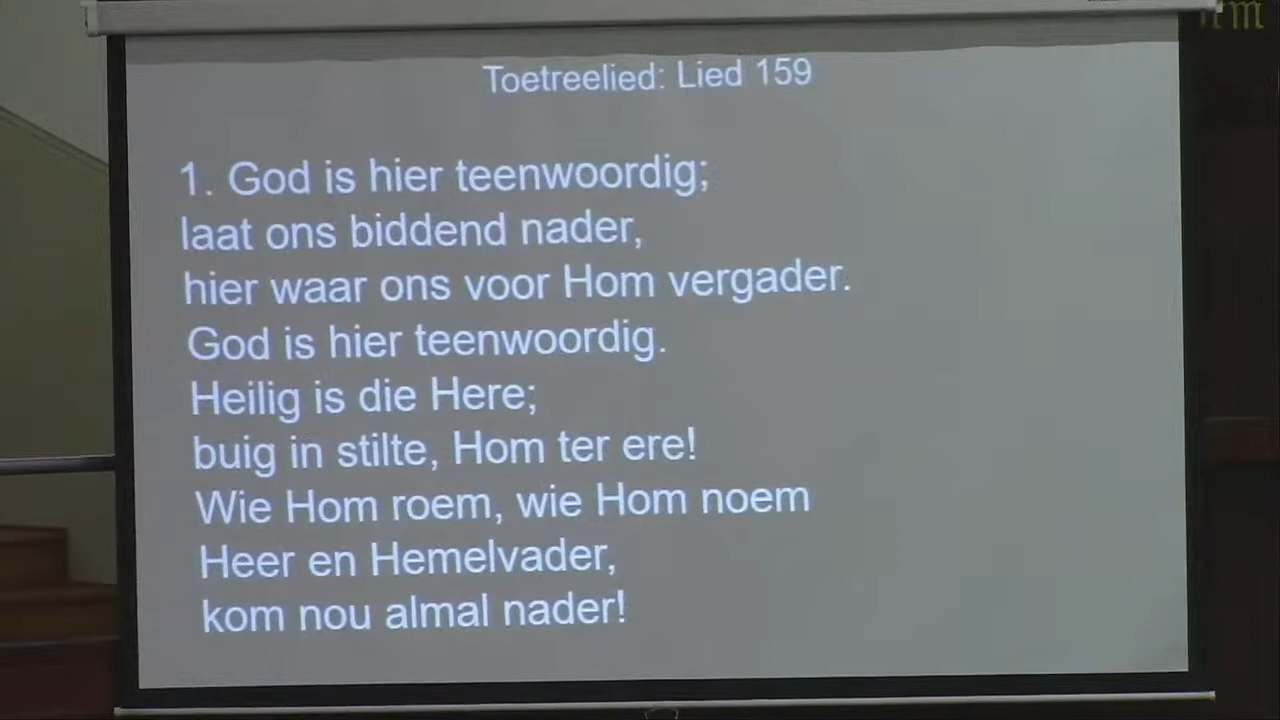 Toetreelied: Lied 159
1. God is hier teenwoordig;
laat ons biddend nader,
hier waar ons voor Hom vergader.
God is hier teenwoordig.
Heilig is die Here;
buig in stilte, Hom ter ere!
Wie Hom roem, wie Hom noem
Heer en Hemelvader,
kom nou almal nader!